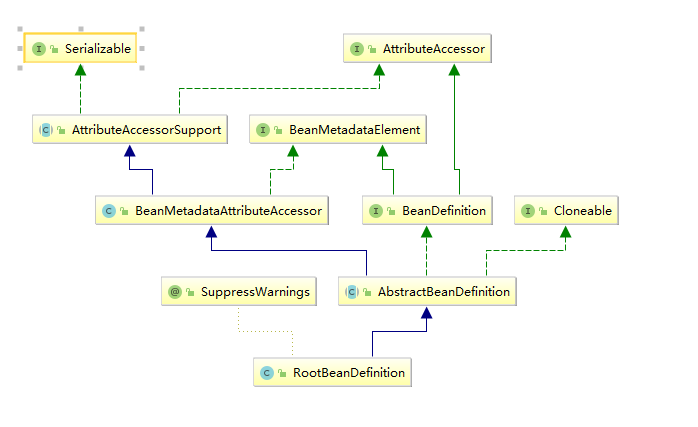 I Serializable
I AttributeAccessor
C AttributeAccessorSupport
I BeanMetadataElement
C BeanMetadataAttributeAccessor
I BeanDefinition
I Cloneable
@ SuppressWarnings
C AbstractBeanDefinition
C RootBeanDefinition